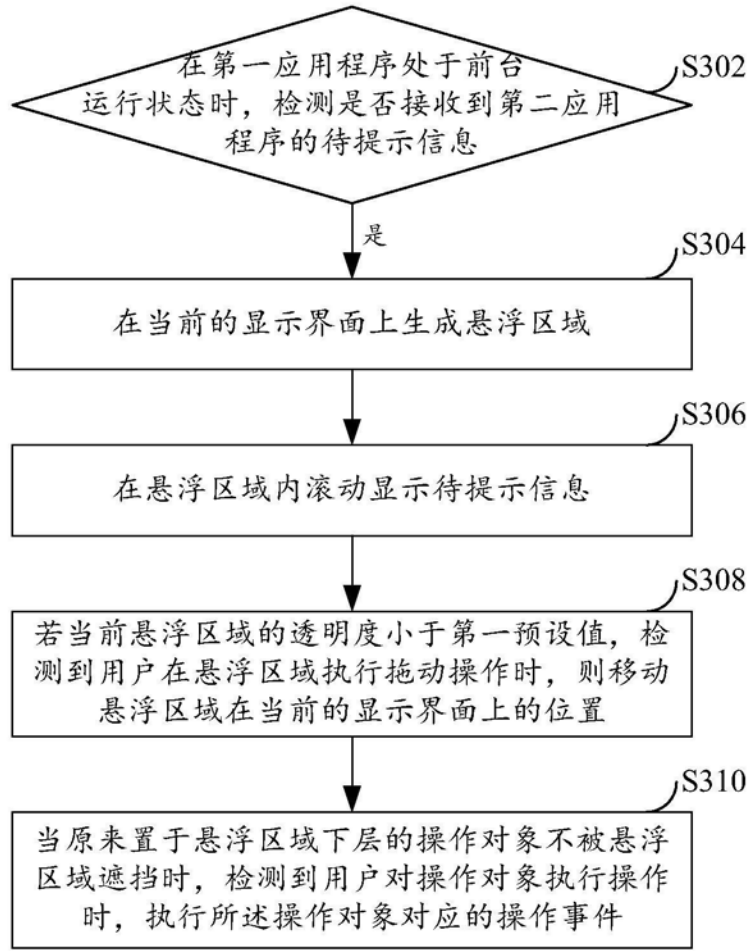 在第一应用程序处于前台
S302
运行状态时，检测是否接收到第二应用
程序的待提示信息
是
S304
在当前的显示界面上生成悬浮区域
S306
在悬浮区域内滚动显示待提示信息
S308
若当前悬浮区域的透明度小于第一预设值，检
测到用户在悬浮区域执行拖动操作时，则移动
悬浮区域在当前的显示界面上的位置
S310
当原来置于悬浮区域下层的操作对象不被悬浮
区域遮挡时，检测到用户对操作对象执行操作
时，执行所述操作对象对应的操作事件